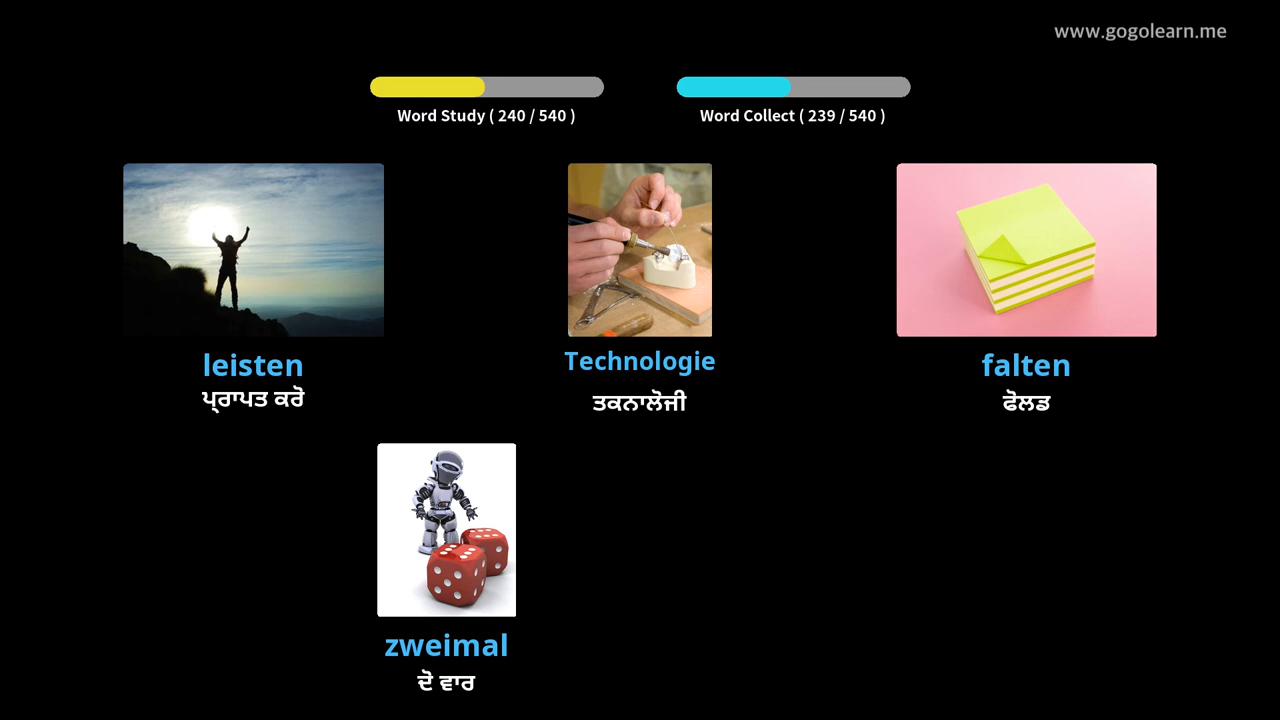 www.gogolearn.me
Word Study ( 240 / 540 )
Word Collect ( 239 / 540 )
leisten
ਪ੍ਰਾਪਤ ਕਰੋ
Technologie
ਤਕਨਾਲੋਜੀ
falten
ਫੋਲਡ
zweimal
ਦੋ ਵਾਰ